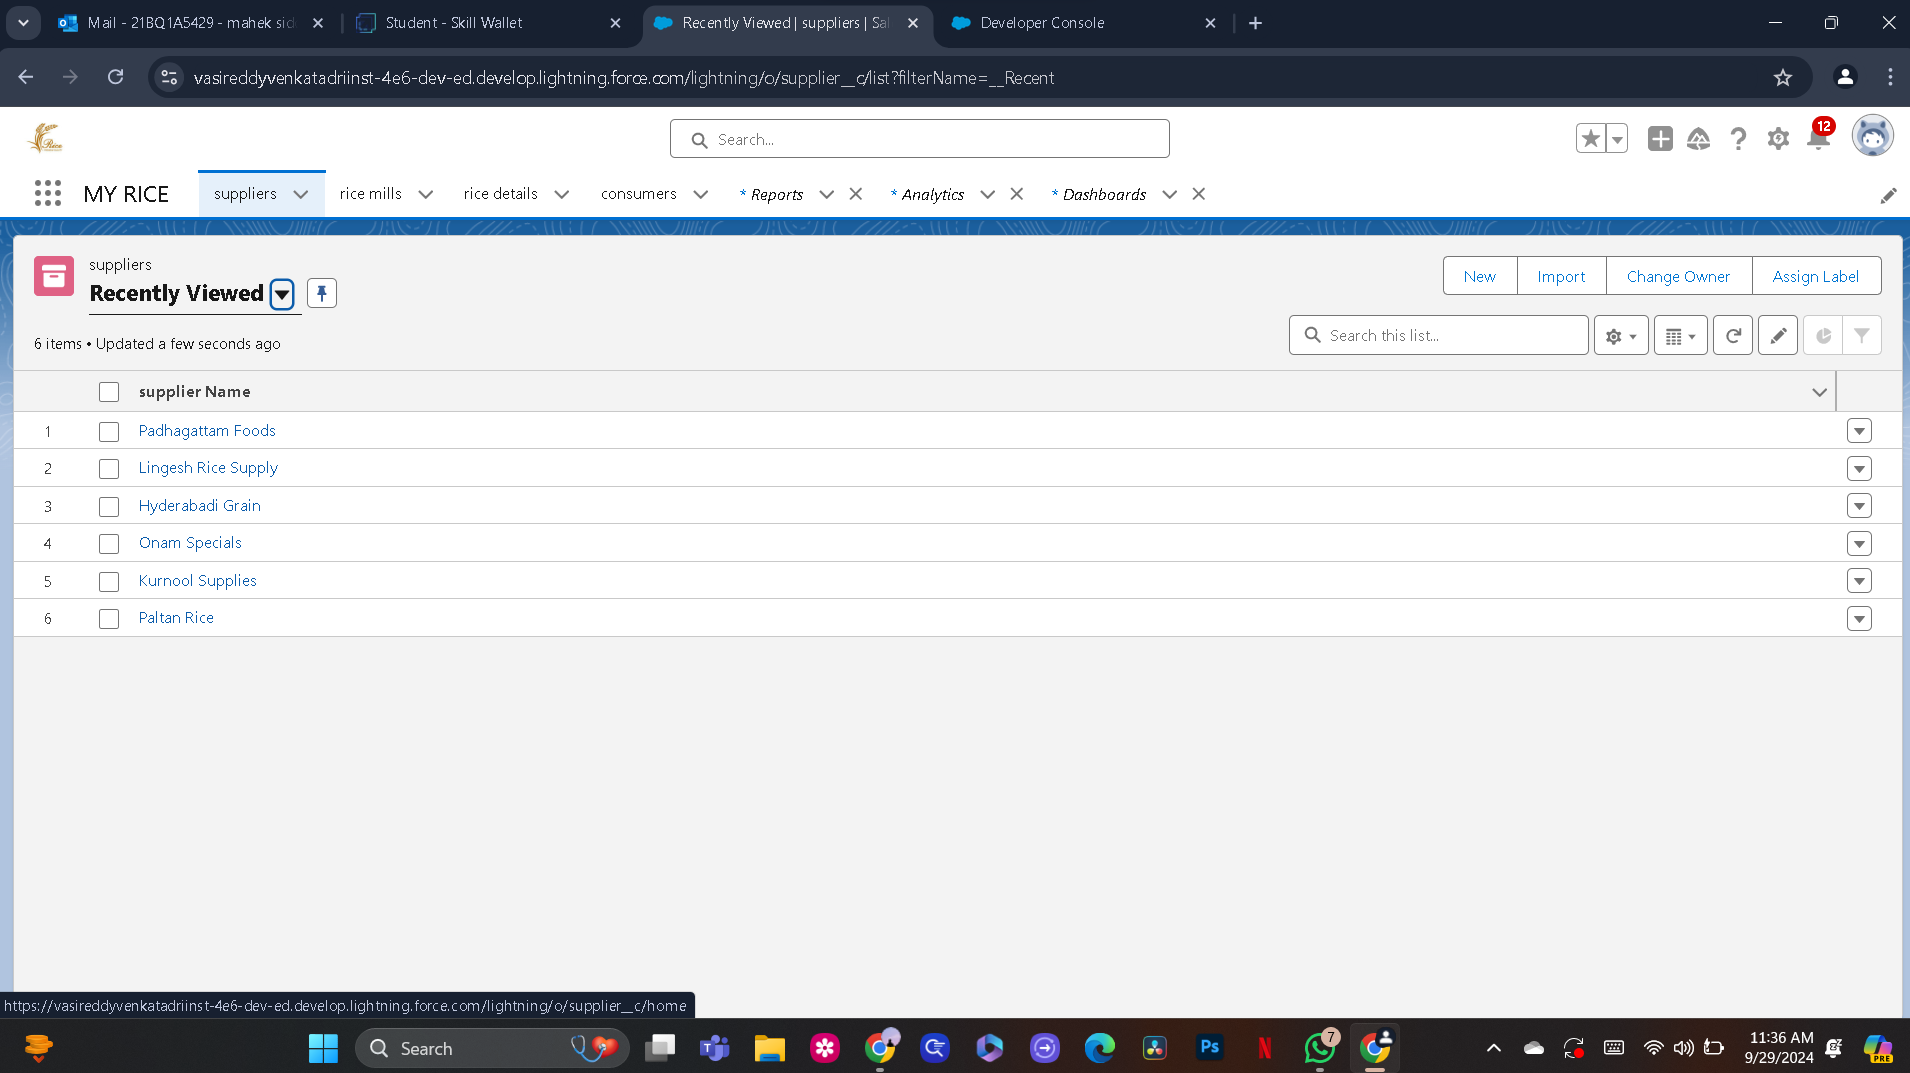 Mail - 21BQ1A5429 - mahek sid
Student - Skill Wallet
Recently Viewed | suppliers | Sal
Developer Console
vasireddyvenkatadriinst-4e6-dev-ed.develop.lightning.force.com/lightning/o/supplier__c/list?filterName=__Recent
Rice
Search...
12
MY RICE
suppliers
rice mills
rice details
consumers
* Reports
* Analytics
* Dashboards
suppliers
Recently Viewed
New
Import
Change Owner
Assign Label
6 items • Updated a few seconds ago
Search this list...
supplier Name
1 Padhagattam Foods
2 Lingesh Rice Supply
3 Hyderabadi Grain
4 Onam Specials
5 Kurnool Supplies
6 Paltan Rice
https://vasireddyvenkatadriinst-4e6-dev-ed.develop.lightning.force.com/lightning/o/supplier__c/home
Search
Ps
7
11:36 AM
9/29/2024
PRE